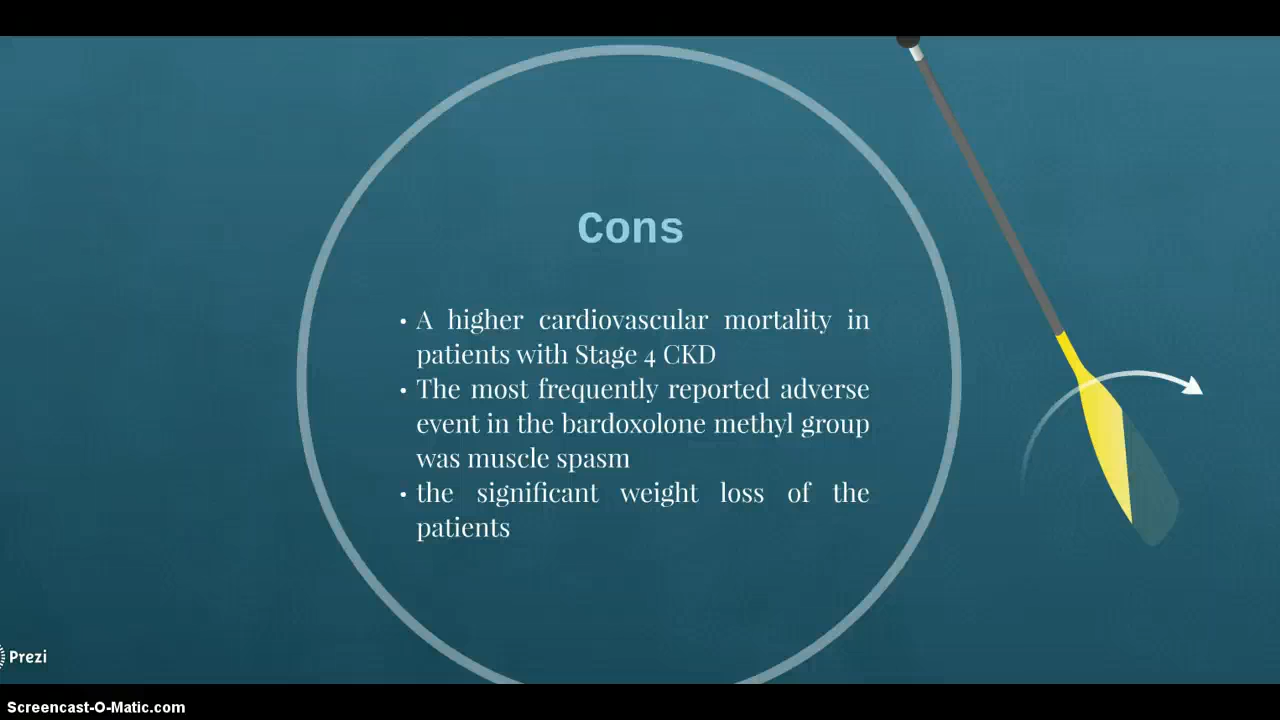 Cons
• A higher cardiovascular mortality in
patients with Stage 4 CKD
• The most frequently reported adverse
event in the bardoxolone methyl group
was muscle spasm
• the significant weight loss of the
patients
Prezi
Screencast-O-Matic.com